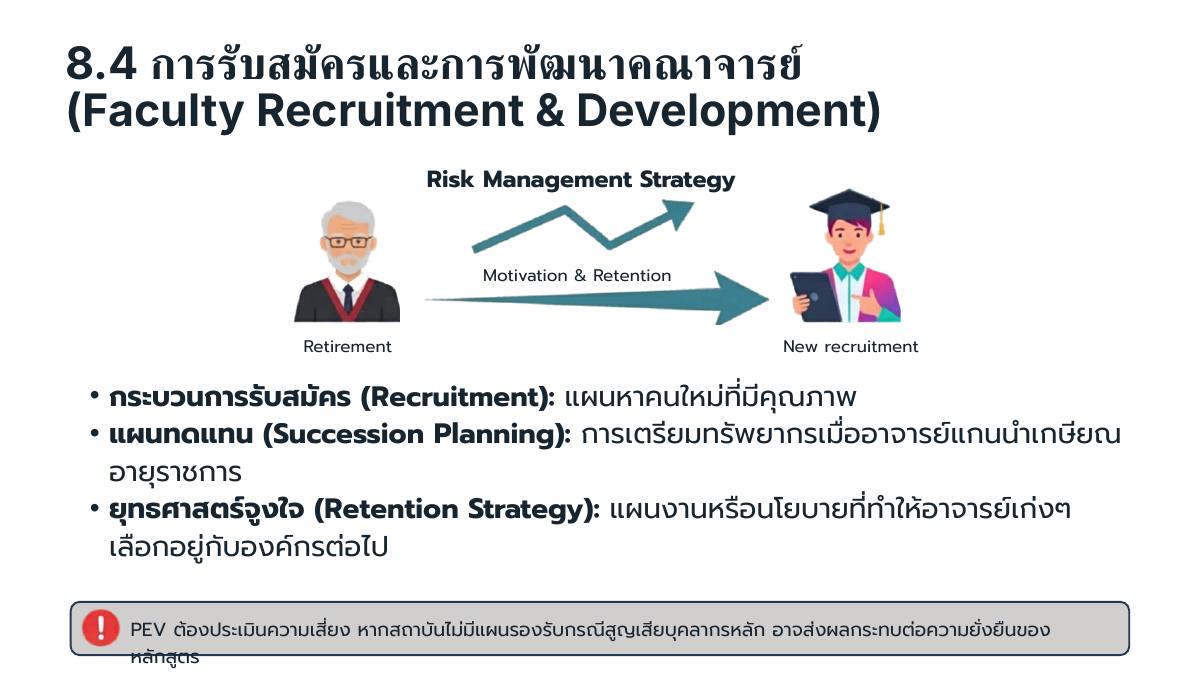 8.4 การรับสมัครและการพัฒนาคณาจารย์
(Faculty Recruitment & Development)
Risk Management Strategy
Motivation & Retention
Retirement
New recruitment
• กระบวนการรับสมัคร (Recruitment): แผนหาคนใหม่ที่มีคุณภาพ
• แผนทดแทน (Succession Planning): การเตรียมทรัพยากรเมื่ออาจารย์แกนนำเกษียณ
อายุราชการ
• ยุทธศาสตร์จูงใจ (Retention Strategy): แผนงานหรือนโยบายที่ทำให้อาจารย์เก่งๆ
เลือกอยู่กับองค์กรต่อไป
PEV ต้องประเมินความเสี่ยง หากสถาบันไม่มีแผนรองรับกรณีสูญเสียบุคลากรหลัก อาจส่งผลกระทบต่อความยั่งยืนของ
หลักสูตร